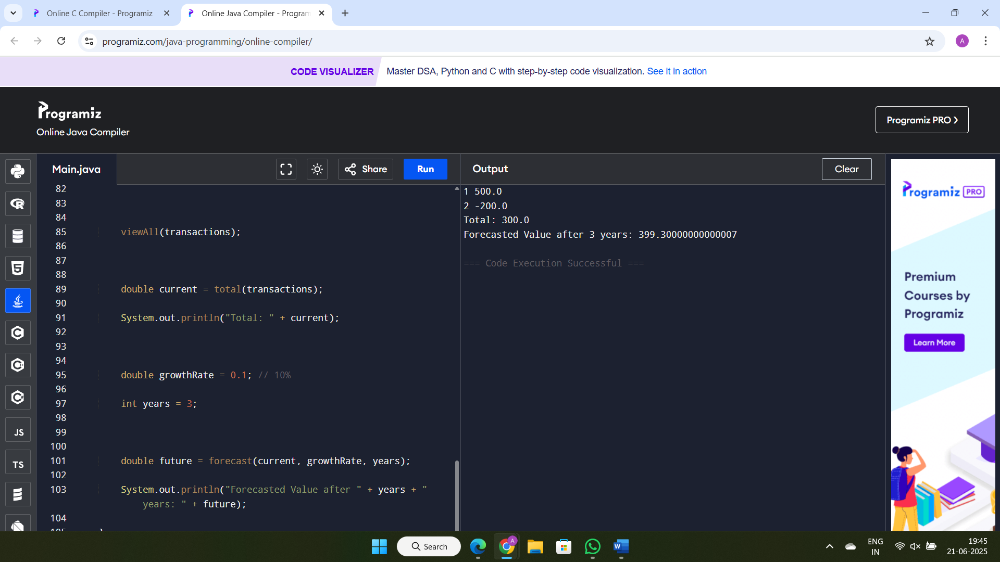 Online C Compiler - Programiz
Online Java Compiler - Program
programiz.com/java-programming/online-compiler/
A
CODE VISUALIZER
Master DSA, Python and C with step-by-step code visualization. See it in action
Programiz
Online Java Compiler
Programiz PRO
Main.java
Share
Run
Output
Clear
82
83
84
85 viewAll(transactions);
86
87
88
89 double current = total(transactions);
90
91 System.out.println("Total: " + current);
92
93
94
95 double growthRate = 0.1; // 10%
96
97 int years = 3;
98
99
100
101 double future = forecast(current, growthRate, years);
102
103 System.out.println("Forecasted Value after " + years + "
years: " + future);
104
1 500.0
2 -200.0
Total: 300.0
Forecasted Value after 3 years: 399.30000000000007
=== Code Execution Successful ===
JS
TS
Programiz PRO
Premium
Courses by
Programiz
Learn More
Search
A
W
ENG
IN
19:45
21-06-2025